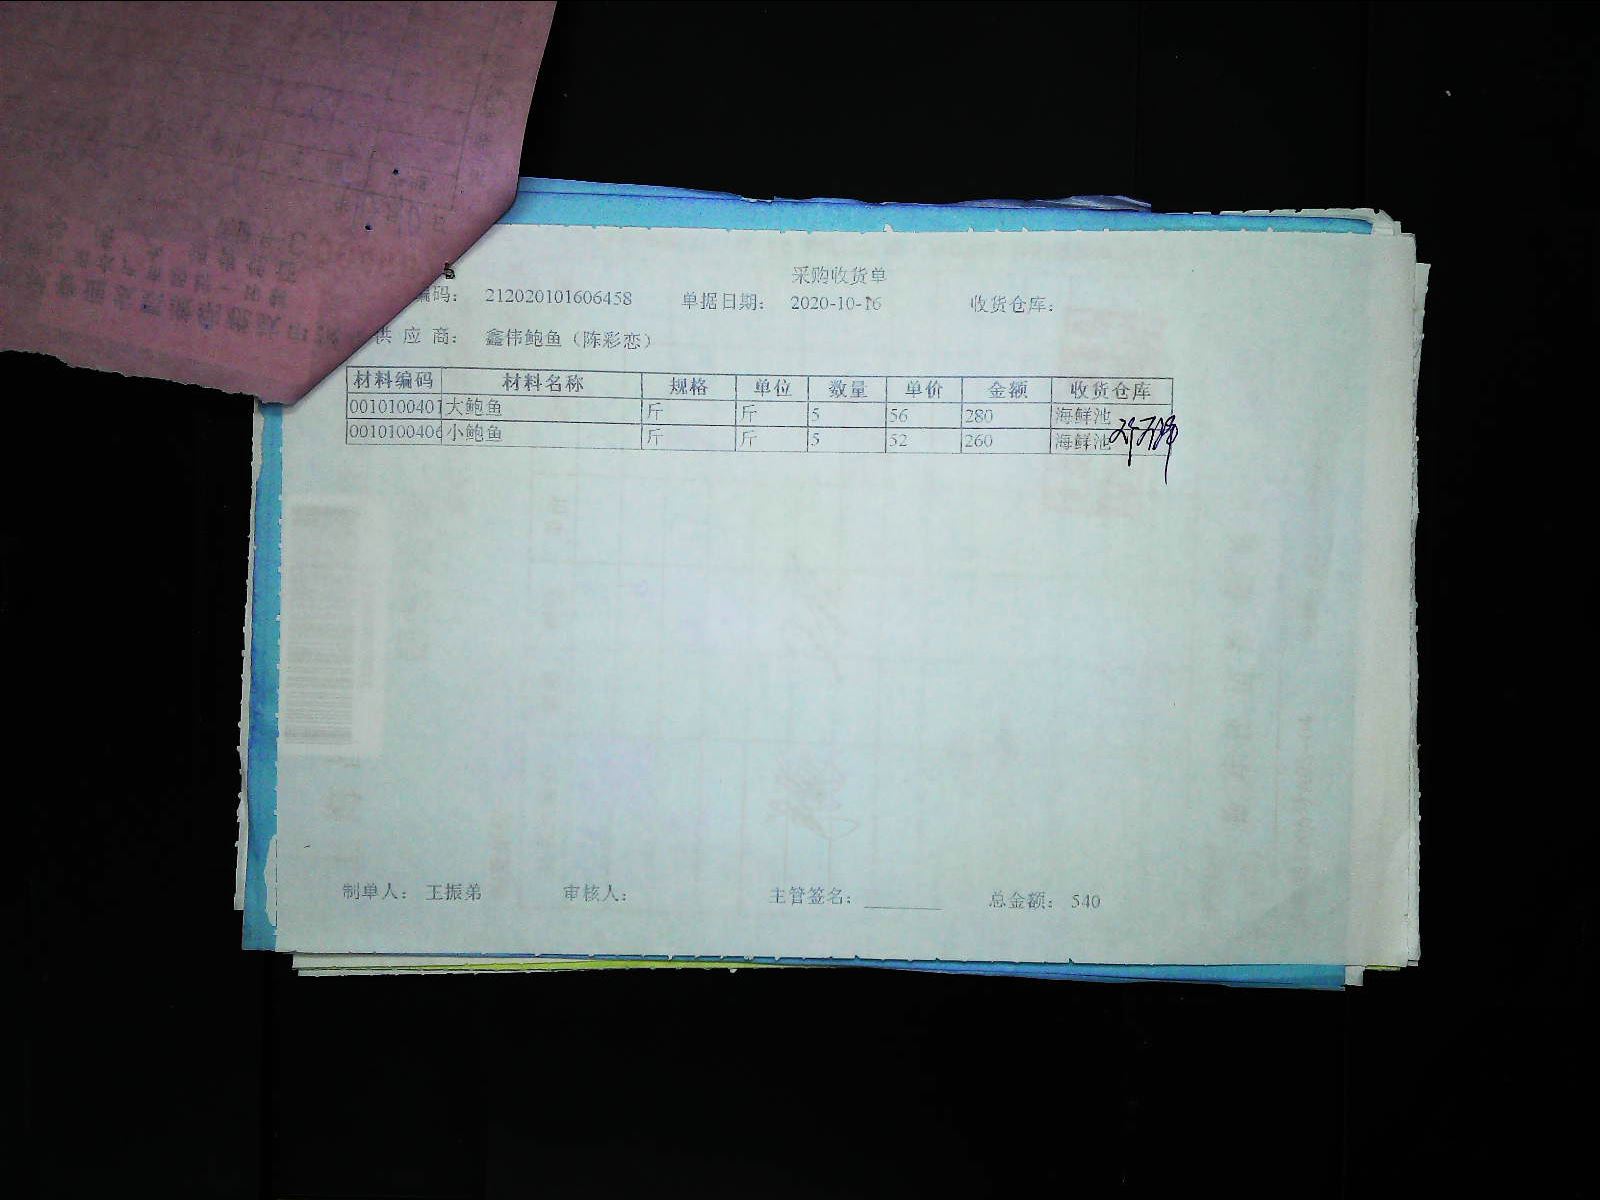 采购收货单
编码： 212020101606458 单据日期： 2020-10-16 收货仓库：
供 应 商： 鑫伟鲍鱼（陈彩恋）
材料编码 材料名称 规格 单位 数量 单价 金额 收货仓库
0010100401 大鲍鱼 斤 斤 5 56 280 海鲜池
0010100406 小鲍鱼 斤 斤 5 52 260 海鲜池
制单人： 王振弟 审核人： 主管签名： 总金额： 540